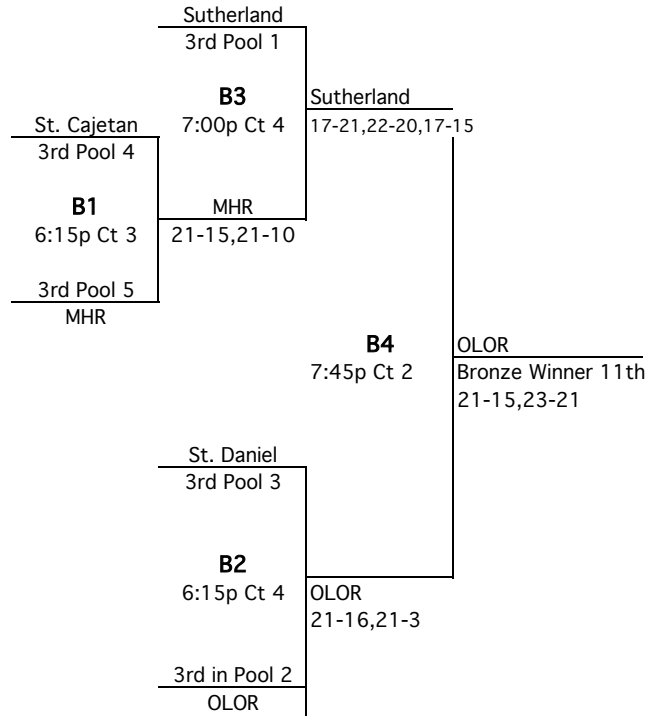 Sutherland
3rd Pool 1
B3
7:00p Ct 4
Sutherland
17-21,22-20,17-15
St. Cajetan
3rd Pool 4
B1
6:15p Ct 3
MHR
21-15,21-10
3rd Pool 5
MHR
B4
7:45p Ct 2
OLOR
Bronze Winner 11th
21-15,23-21
St. Daniel
3rd Pool 3
B2
6:15p Ct 4
OLOR
21-16,21-3
3rd in Pool 2
OLOR